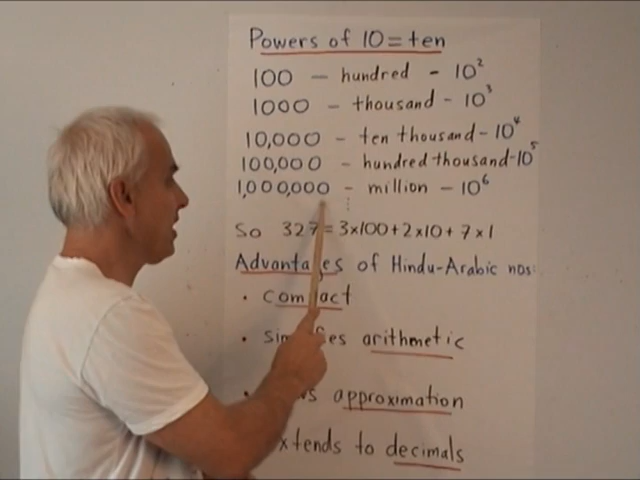 Powers of 10 = ten
100 — hundred - 10²
1000 - thousand - 10³
10,000 - ten thousand - 10⁴
100,000 - hundred thousand - 10⁵
1,000,000 - million - 10⁶
⋮
So 327 = 3×100 + 2×10 + 7×1
Advantages of Hindu-Arabic nos:
• compact
• simplifies arithmetic
• approximation
extends to decimals